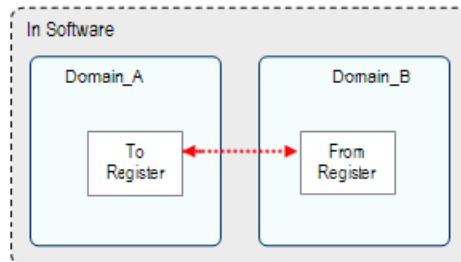 In Software
Domain_A
Domain_B
To
Register
From
Register